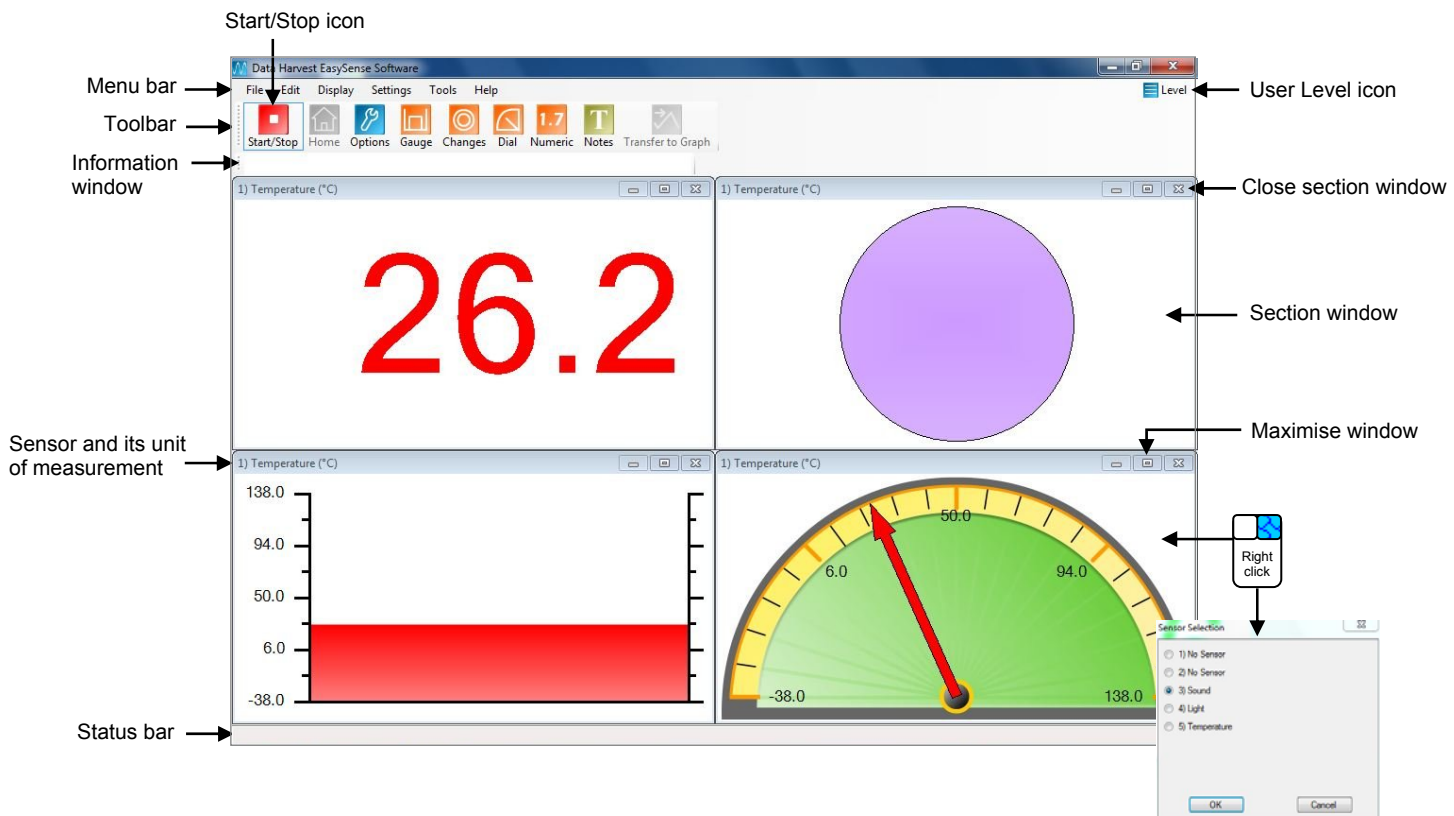 Start/Stop icon
Menu bar
Toolbar
Information
window
Data Harvest EasySense Software
File Edit Display Settings Tools Help
Level
User Level icon
Start/Stop Home Options Gauge Changes Dial 1.7 Numeric T Notes Transfer to Graph
1) Temperature (°C)
26.2
1) Temperature (°C)
Close section window
Section window
Sensor and its unit
of measurement
1) Temperature (°C)
138.0
94.0
50.0
6.0
-38.0
1) Temperature (°C)
-38.0
6.0
50.0
94.0
138.0
Maximise window
Right
click
Sensor Selection
1) No Sensor
2) No Sensor
3) Sound
4) Light
5) Temperature
OK Cancel
Status bar